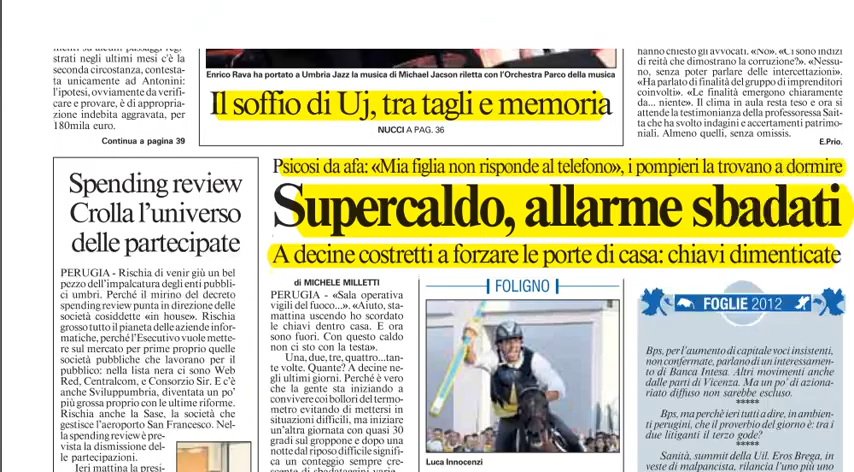 menti su alcuni passaggi regi-
strati negli ultimi mesi c'è la
seconda circostanza, contesta-
ta unicamente ad Antonini:
l'ipotesi, ovviamente da verifi-
care e provare, è di appropria-
zione indebita aggravata, per
180mila euro.
Continua a pagina 39
Enrico Rava ha portato a Umbria Jazz la musica di Michael Jacson riletta con l'Orchestra Parco della musica
Il soffio di Uj, tra tagli e memoria
NUCCI A PAG. 36
hanno chiesto gli avvocati. «No», «Ci sono indizi
di reità che dimostrano la corruzione?». «Nessu-
no, senza poter parlare delle intercettazioni».
«Ha parlato di finalità del gruppo di imprenditori
coinvolti». «Le finalità emergono chiaramente
da... niente». Il clima in aula resta teso e ora si
attende la testimonianza della professoressa Sait-
ta che ha svolto indagini e accertamenti patrimo-
niali. Almeno quelli, senza omissis.
E.Prio.
Spending review
Crolla l'universo
delle partecipate
PERUGIA - Rischia di venir giù un bel
pezzo dell'impalcatura degli enti pubbli-
ci umbri. Perché il mirino del decreto
spending review punta in direzione delle
società cosiddette «in house». Rischia
grosso tutto il pianeta delle aziende infor-
matiche, perché l'Esecutivo vuole mette-
re sul mercato per prime proprio quelle
società pubbliche che lavorano per il
pubblico: nella lista nera ci sono Web
Red, Centralcom, e Consorzio Sir. E c'è
anche Sviluppumbria, diventata un po'
più grossa proprio con le ultime riforme.
Rischia anche la Sase, la società che
gestisce l'aeroporto San Francesco. Nel-
la spending review è pre-
vista la dismissione del-
le partecipazioni.
Ieri mattina la presi-
Psicosi da afa: «Mia figlia non risponde al telefono», i pompieri la trovano a dormire
Supercaldo, allarme sbadati
A decine costretti a forzare le porte di casa: chiavi dimenticate
di MICHELE MILLETTI
PERUGIA - «Sala operativa
vigili del fuoco...». «Aiuto, sta-
mattina uscendo ho scordato
le chiavi dentro casa. E ora
sono fuori. Con questo caldo
non ci sto con la testa».
Una, due, tre, quattro...tan-
te volte. Quante? A decine ne-
gli ultimi giorni. Perché è vero
che la gente sta iniziando a
convivere coi bollori del termo-
metro evitando di mettersi in
situazioni difficili, ma iniziare
un'altra giornata con quasi 30
gradi sul groppone e dopo una
notte dal riposo difficile signifi-
ca un conteggio sempre cre-
scente di sbadataggini varie
FOLIGNO
Luca Innocenzi
FOGLIE 2012
Bps, per l'aumento di capitale voci insistenti,
non confermate, parlano di un interessamen-
to di Banca Intesa. Altri movimenti anche
dalle parti di Vicenza. Ma un po' di aziona-
riato diffuso non sarebbe escluso.
*****
Bps, ma perchè ieri tutti a dire, in ambien-
ti perugini, che il proverbio del giorno è: tra i
due litiganti il terzo gode?
*****
Sanità, summit della Uil. Eros Brega, in
veste di malpancista, rilancia l'uno più uno